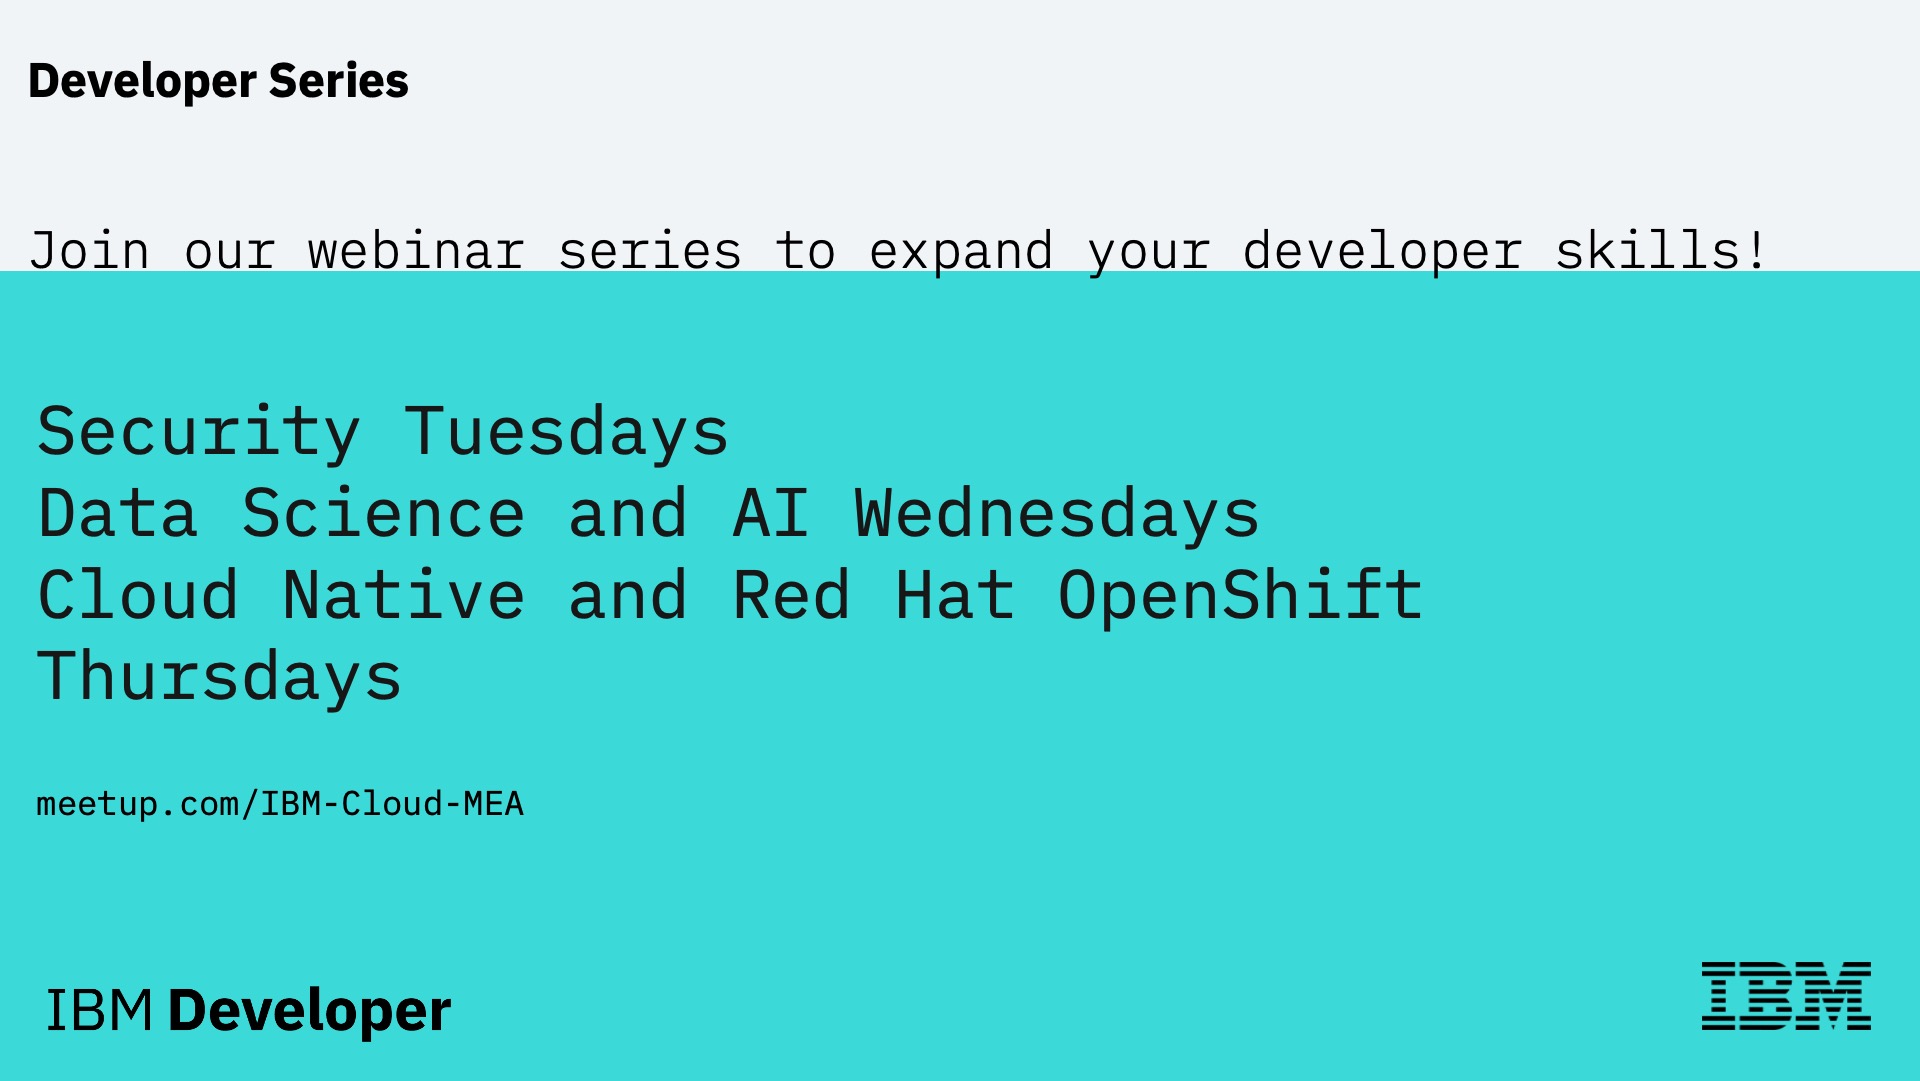 Developer Series
Join our webinar series to expand your developer skills!
Security Tuesdays
Data Science and AI Wednesdays
Cloud Native and Red Hat OpenShift
Thursdays
meetup.com/IBM-Cloud-MEA
IBM Developer
IBM